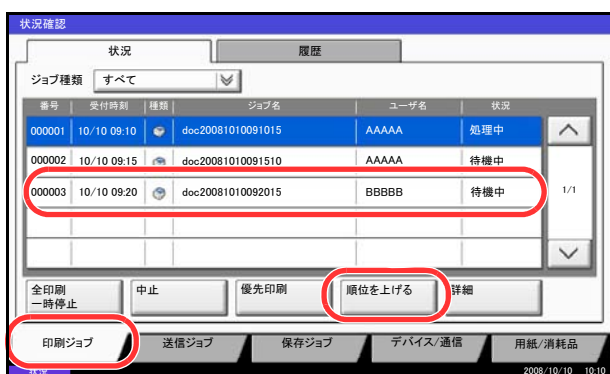 状況確認
状況 履歴
ジョブ種類 すべて
番号 受付時刻 種類 ジョブ名 ユーザ名 状況
000001 10/10 09:10 doc20081010091015 AAAAA 処理中
000002 10/10 09:15 doc20081010091510 AAAAA 待機中
000003 10/10 09:20 doc20081010092015 BBBBB 待機中
1/1
全印刷
一時停止
中止 優先印刷 順位を上げる 詳細
印刷ジョブ 送信ジョブ 保存ジョブ デバイス/通信 用紙/消耗品
状況 2008/10/10 10:10